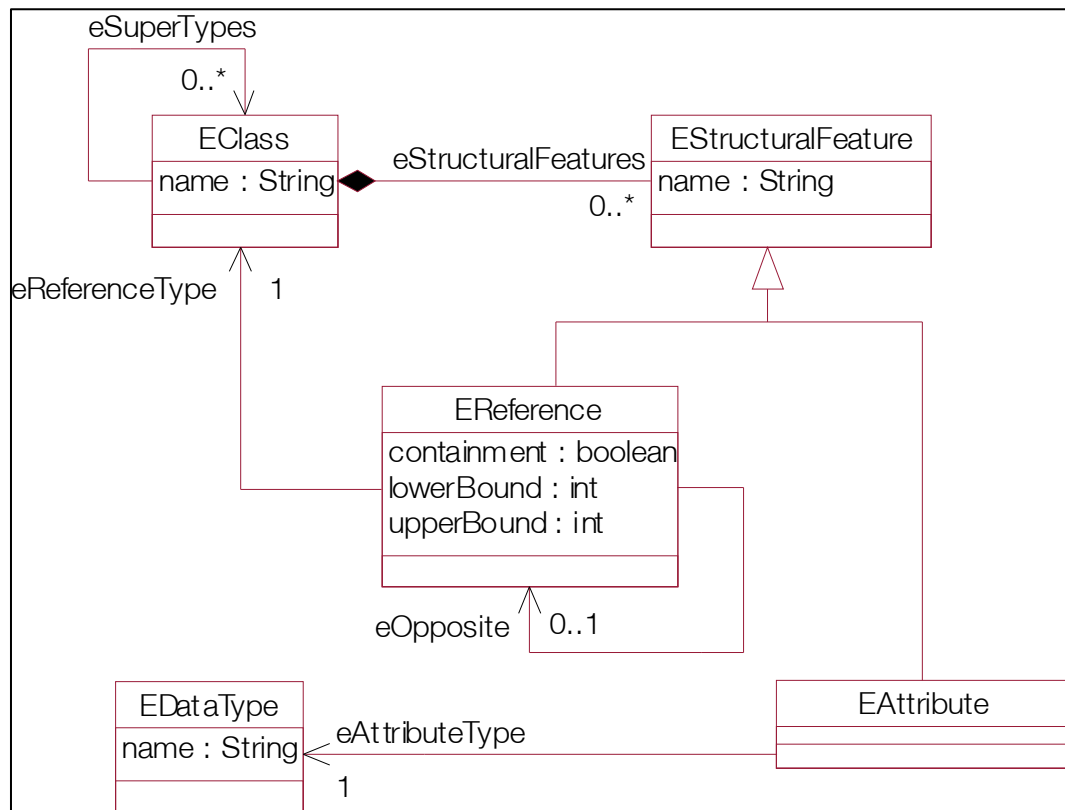 eSuperTypes
0..*
EClass
name : String
eStructuralFeatures
0..*
EStructuralFeature
name : String
eReferenceType
1
EReference
containment : boolean
lowerBound : int
upperBound : int
eOpposite
0..1
EDataType
name : String
eAttributeType
1
EAttribute